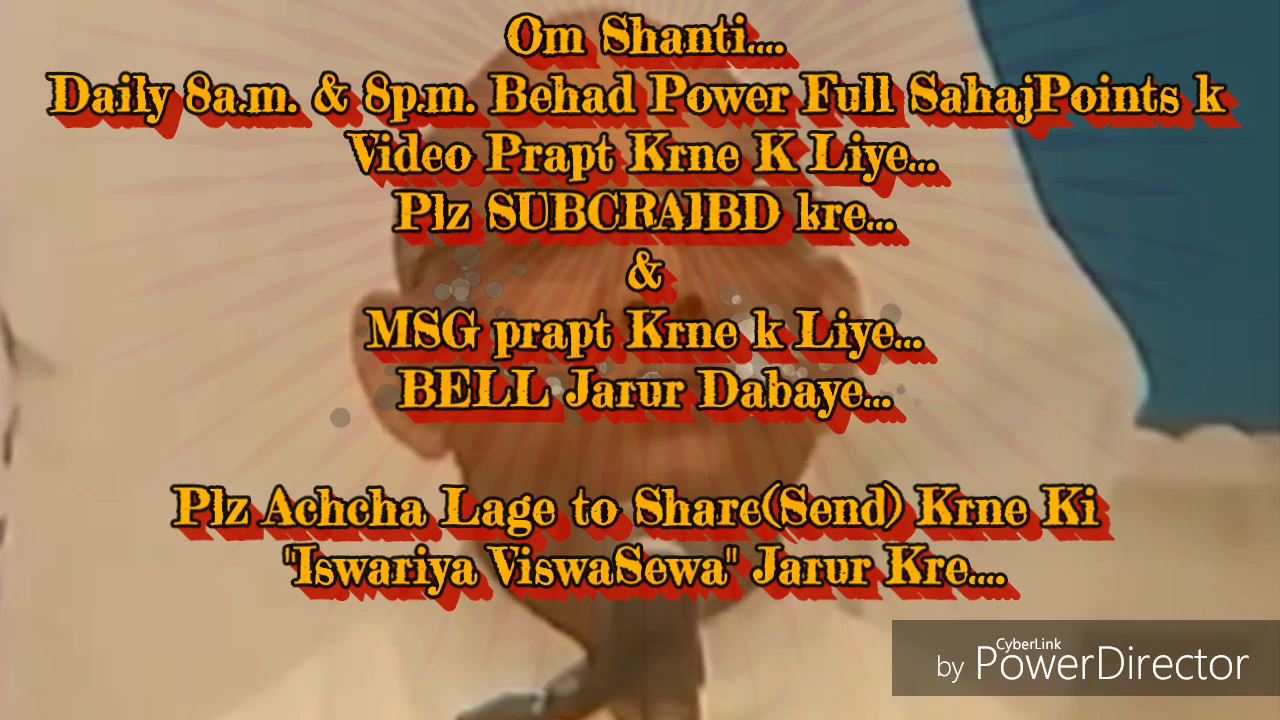 Om Shanti....
Daily 8a.m. & 8p.m. Behad Power Full SahajPoints k
Video Prapt Krne K Liye...
Plz SUBCRAIBD kre...
&
MSG prapt Krne k Liye...
BELL Jarur Dabaye...
Plz Achcha Lage to Share(Send) Krne Ki
"Iswariya ViswaSewa" Jarur Kre....
by CyberLink PowerDirector